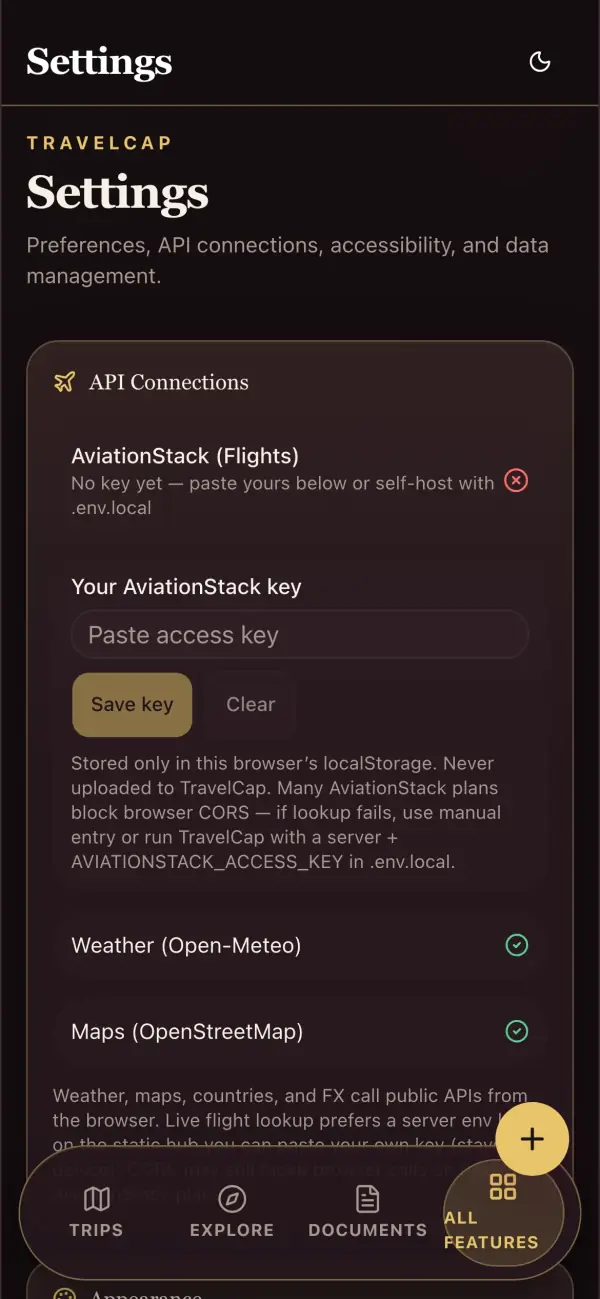 Settings
TRAVELCAP
Settings
Preferences, API connections, accessibility, and data
management.
API Connections
AviationStack (Flights)
No key yet — paste yours below or self-host with
.env.local
Your AviationStack key
Paste access key
Save key
Clear
Stored only in this browser's localStorage. Never
uploaded to TravelCap. Many AviationStack plans
block browser CORS — if lookup fails, use manual
entry or run TravelCap with a server +
AVIATIONSTACK_ACCESS_KEY in .env.local.
Weather (Open-Meteo)
Maps (OpenStreetMap)
Weather, maps, countries, and FX call public APIs from
the browser. Live flight lookup prefers a server env
on the static hub you can paste your own key
TRIPS
EXPLORE
DOCUMENTS
ALL
FEATURES
Appearance